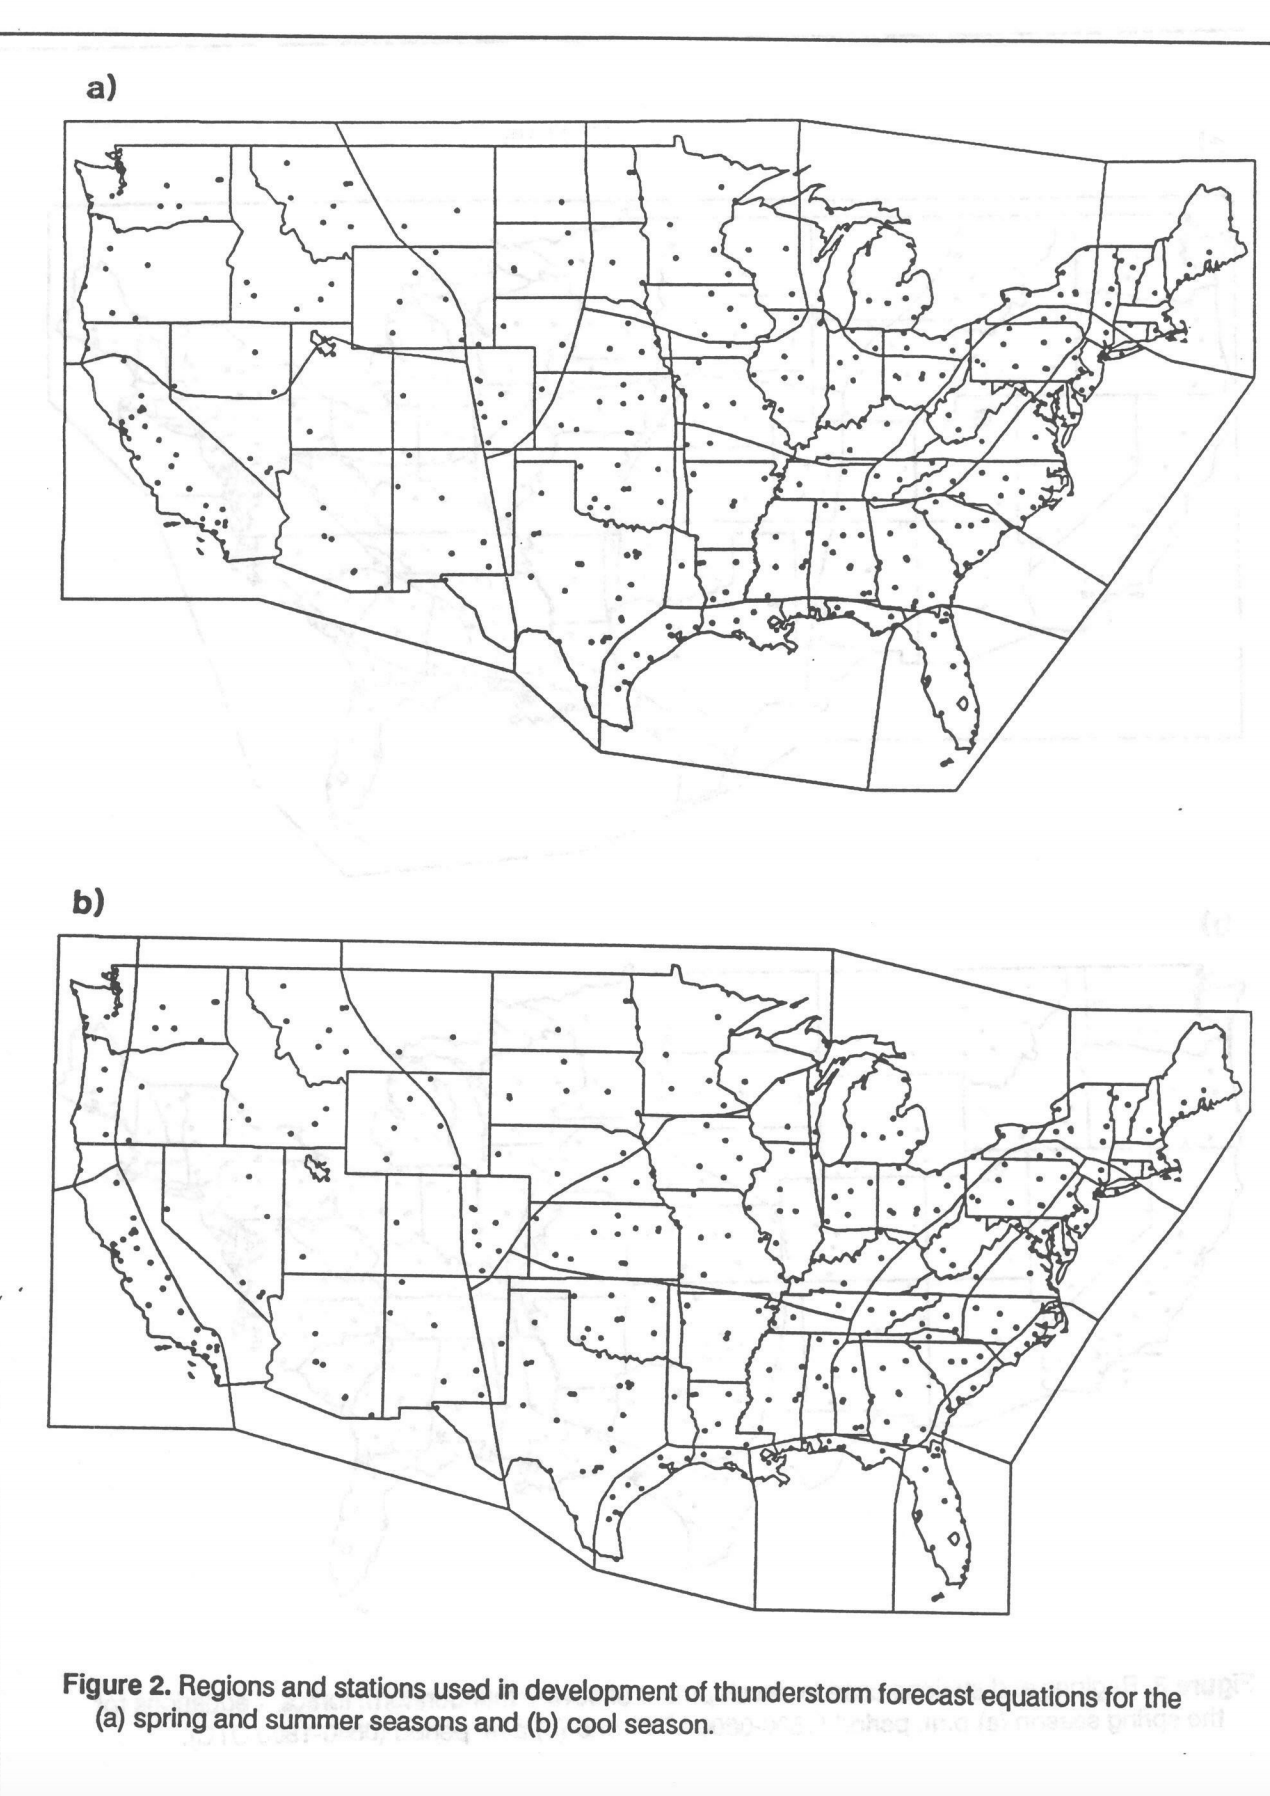 a)
b)
Figure 2. Regions and stations used in development of thunderstorm forecast equations for the
(a) spring and summer seasons and (b) cool season.